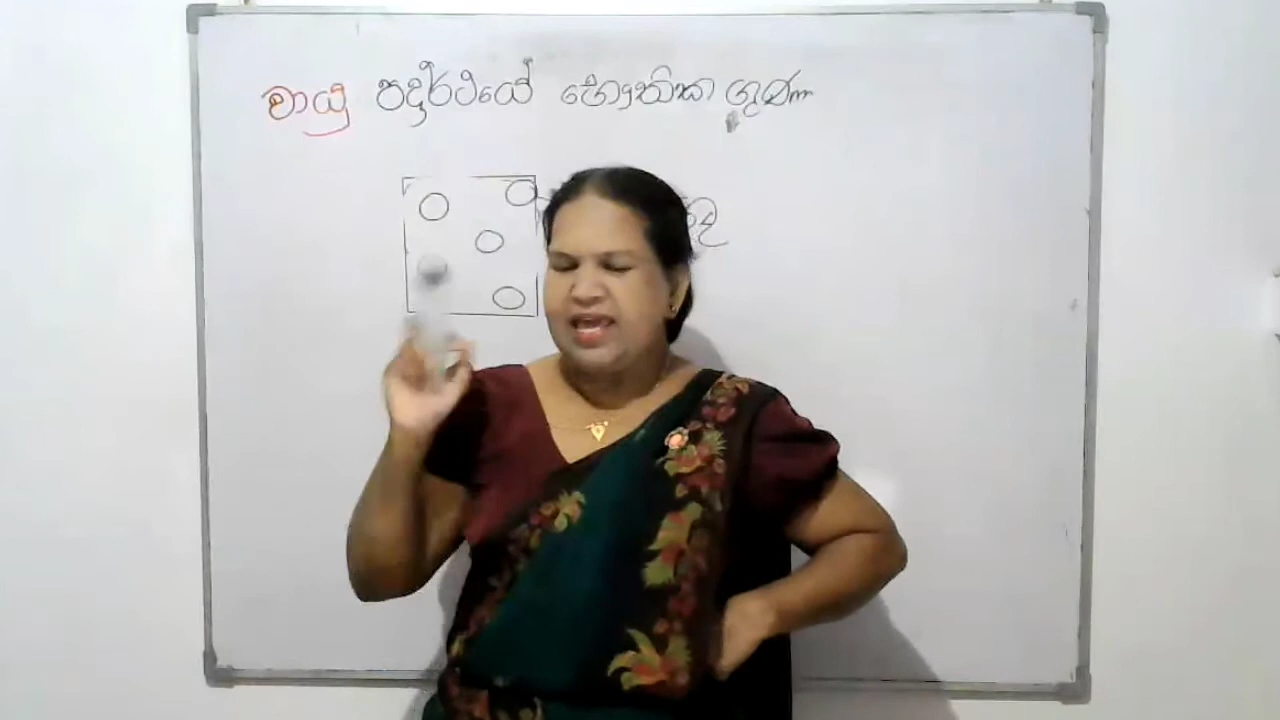 වායු පදාර්ථයේ භෞතික ගුණ